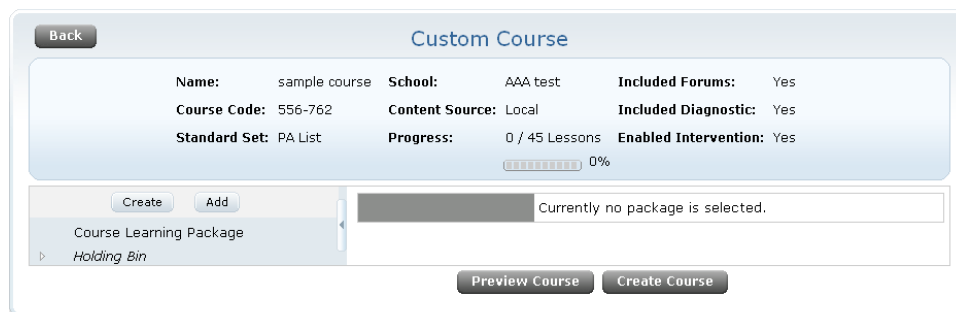 Back
Custom Course
Name: sample course School: AAA test Included Forums: Yes
Course Code: 556-762 Content Source: Local Included Diagnostic: Yes
Standard Set: PA List Progress: 0 / 45 Lessons Enabled Intervention: Yes
0%
Create Add
Currently no package is selected.
Course Learning Package
Holding Bin
Preview Course Create Course